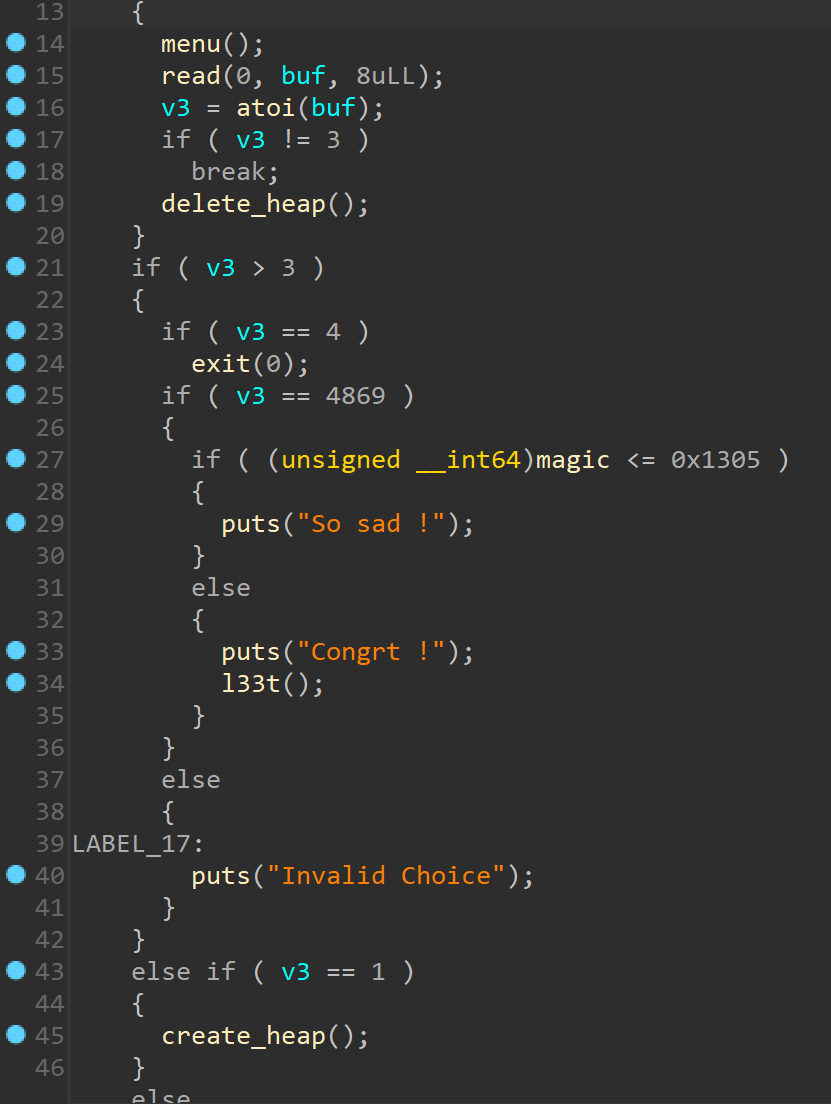 13 {
14 menu();
15 read(0, buf, 8uLL);
16 v3 = atoi(buf);
17 if ( v3 != 3 )
18 break;
19 delete_heap();
20 }
21 if ( v3 > 3 )
22 {
23 if ( v3 == 4 )
24 exit(0);
25 if ( v3 == 4869 )
26 {
27 if ( (unsigned __int64)magic <= 0x1305 )
28 {
29 puts("So sad !");
30 }
31 else
32 {
33 puts("Congrt !");
34 l33t();
35 }
36 }
37 else
38 {
39 LABEL_17:
40 puts("Invalid Choice");
41 }
42 }
43 else if ( v3 == 1 )
44 {
45 create_heap();
46 }
else